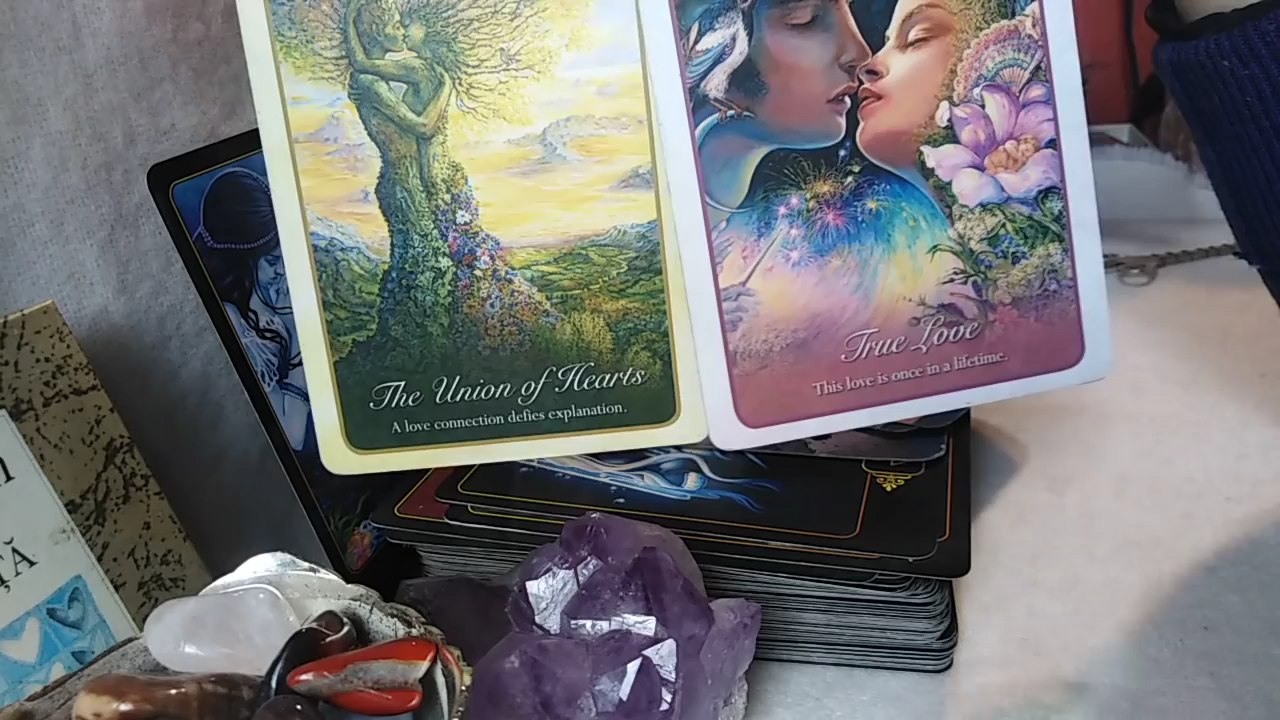 The Union of Hearts
A love connection defies explanation.
True Love
This love is once in a lifetime.